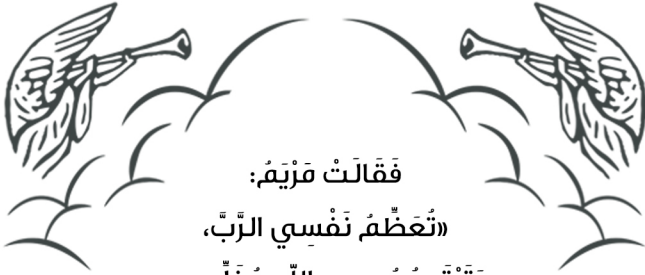 فَقَالَتْ مَرْيَمُ:
«تُعَظِّمُ نَفْسِي الرَّبَّ،